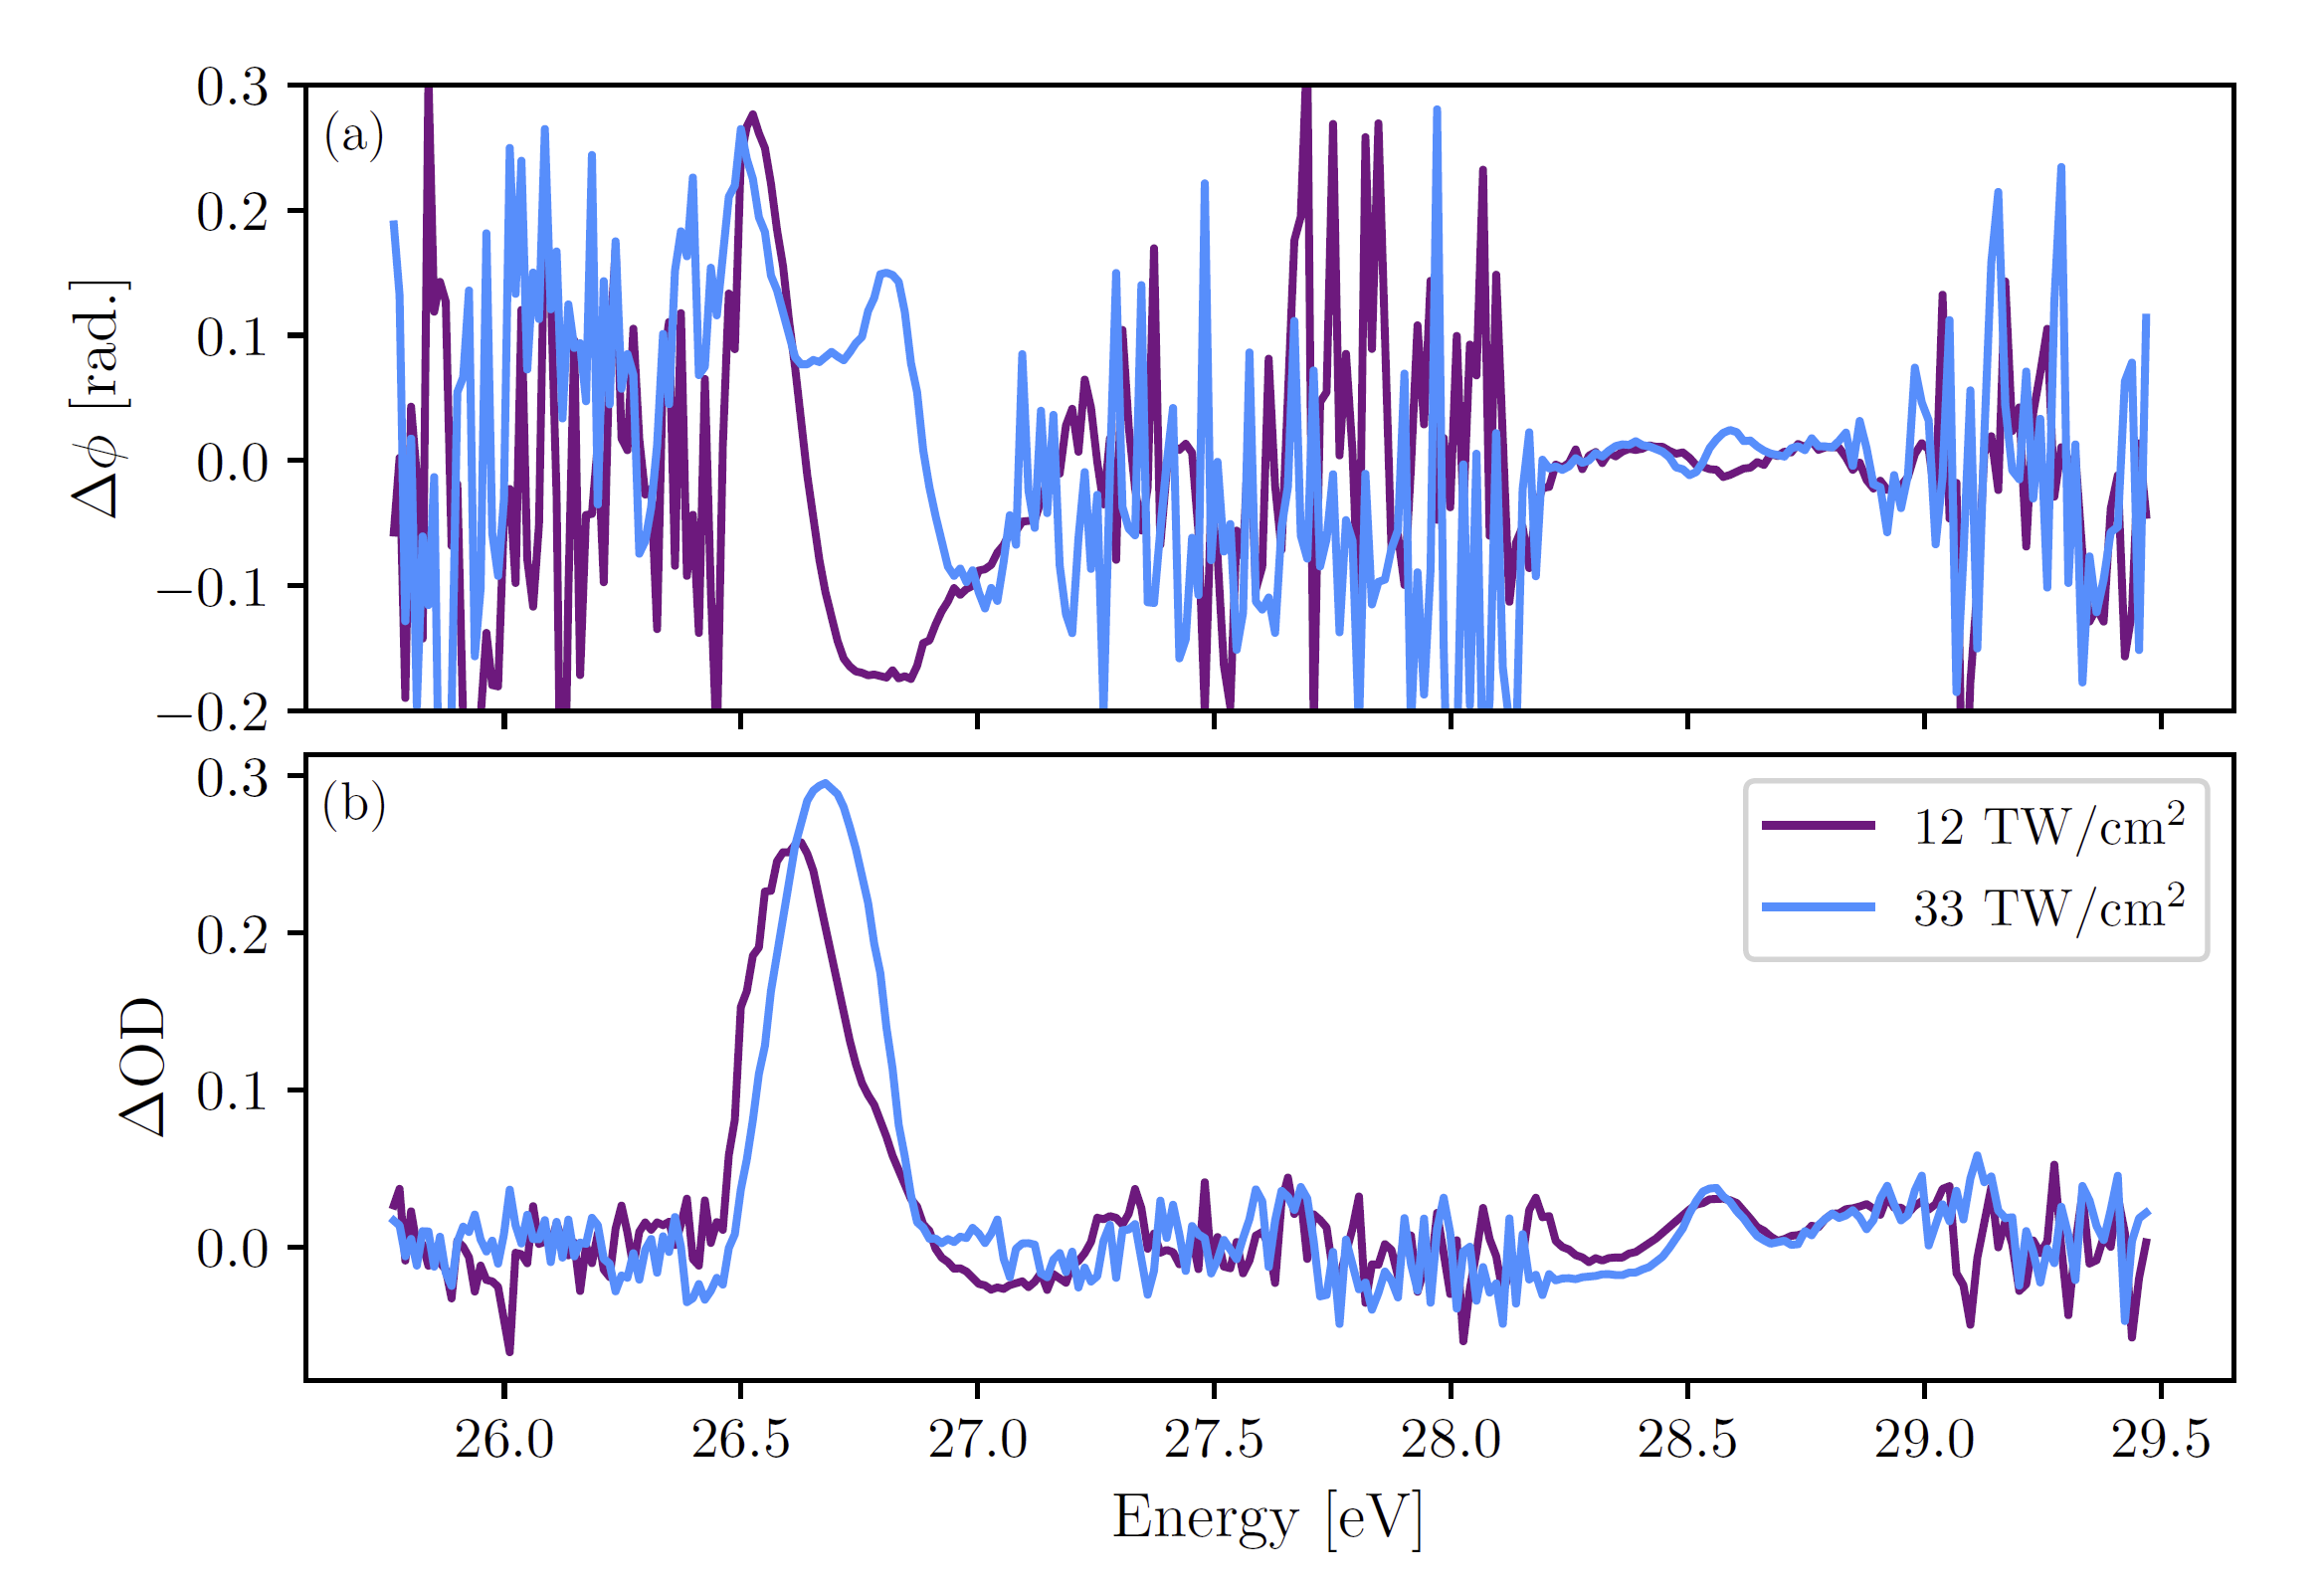 (a)
0.3
0.2
0.1
0.0
−0.1
−0.2
Δϕ [rad.]
(b)
0.3
0.2
0.1
0.0
ΔOD
12 TW/cm²
33 TW/cm²
26.0 26.5 27.0 27.5 28.0 28.5 29.0 29.5
Energy [eV]